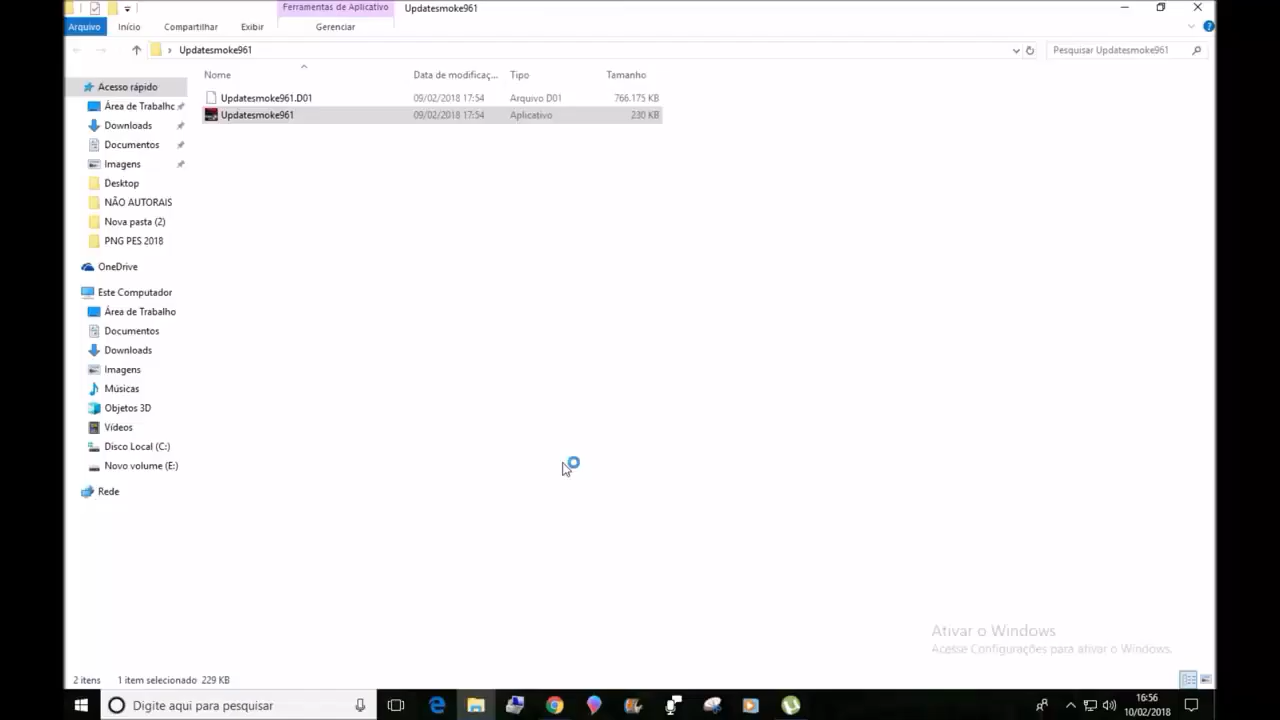 Ferramentas de Aplicativo
Updatesmoke961
Arquivo
Início
Compartilhar
Exibir
Gerenciar
Updatesmoke961
Pesquisar Updatesmoke961
Nome
Data de modificaç...
Tipo
Tamanho
Updatesmoke961.D01
09/02/2018 17:54
Arquivo D01
766.175 KB
Updatesmoke961
09/02/2018 17:54
Aplicativo
230 KB
Acesso rápido
Área de Trabalhc
Downloads
Documentos
Imagens
Desktop
NÃO AUTORAIS
Nova pasta (2)
PNG PES 2018
OneDrive
Este Computador
Área de Trabalho
Documentos
Downloads
Imagens
Músicas
Objetos 3D
Vídeos
Disco Local (C:)
Novo volume (E:)
Rede
Ativar o Windows
Acesse Configurações para ativar o Windows.
2 itens
1 item selecionado 229 KB
Digite aqui para pesquisar
16:56
10/02/2018